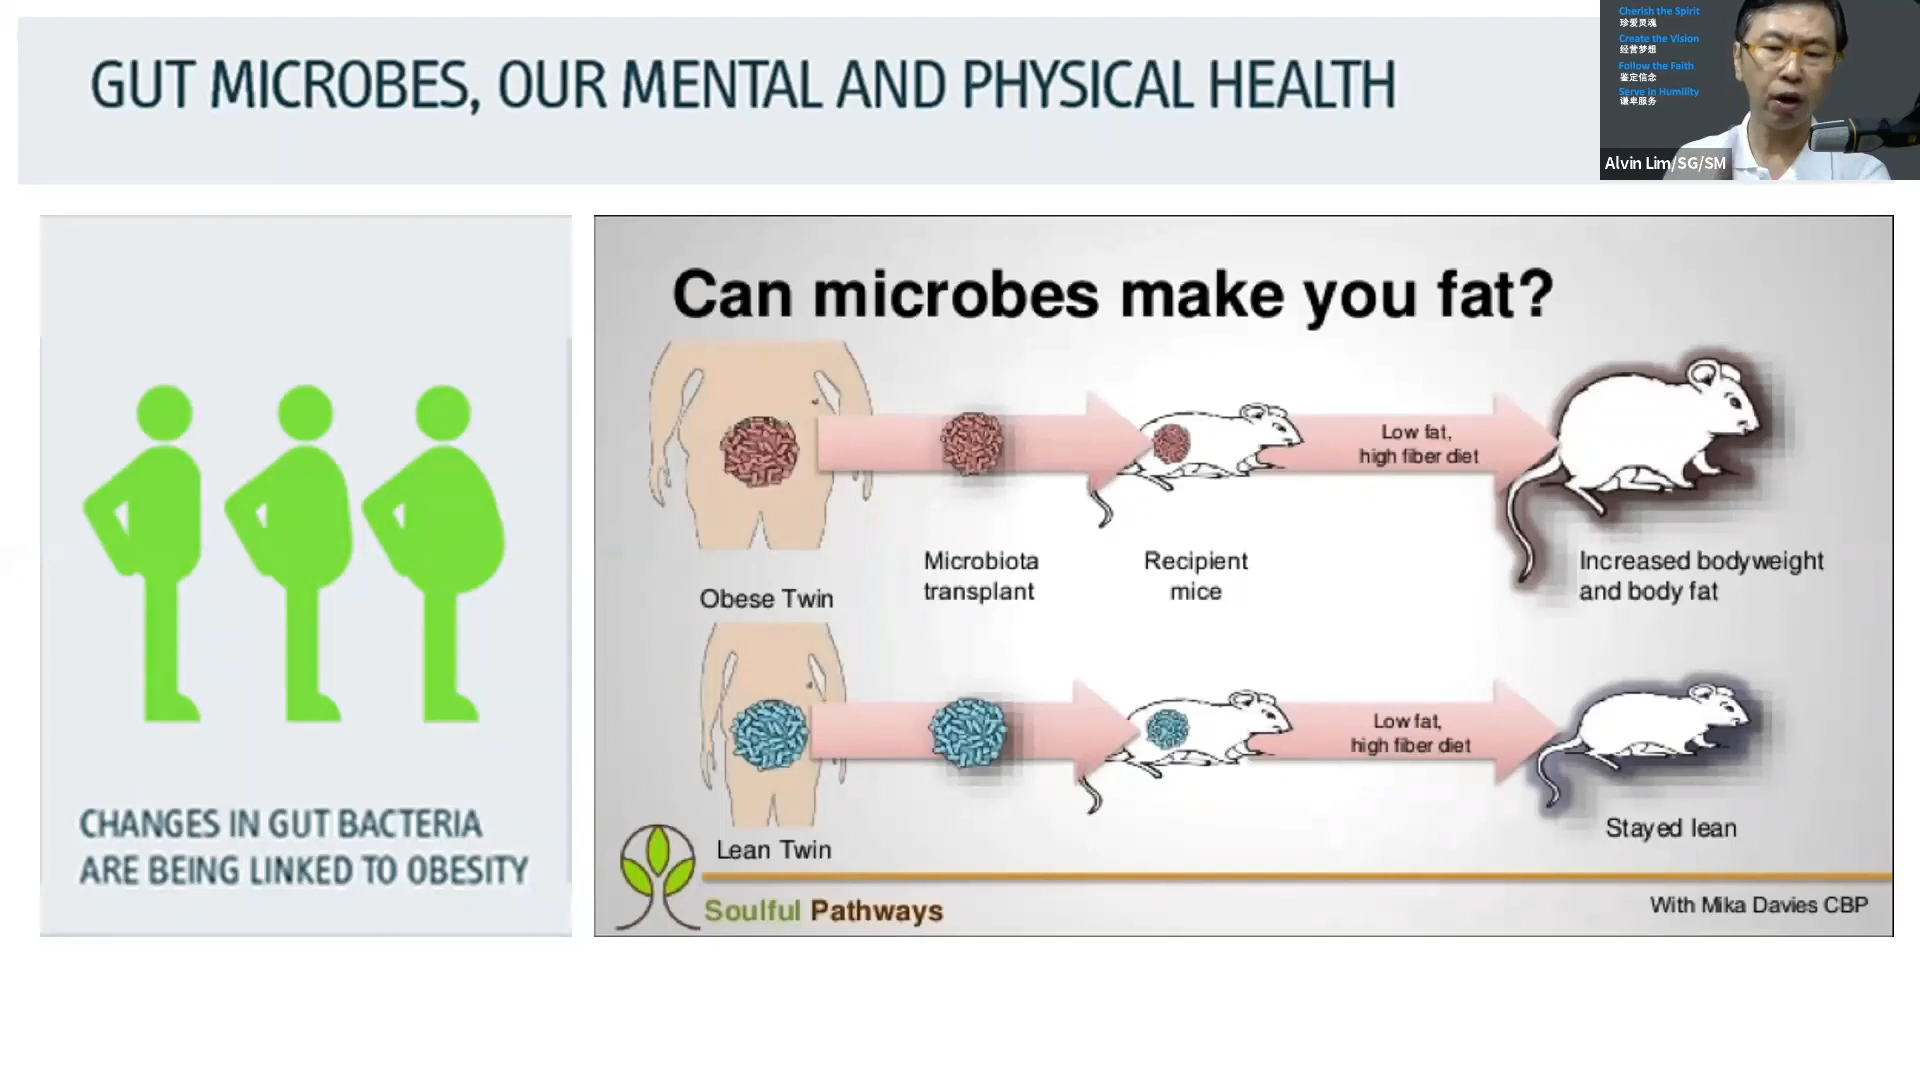 GUT MICROBES, OUR MENTAL AND PHYSICAL HEALTH
Cherish the Spirit
珍爱灵魂
Create the Vision
经营梦想
Follow the Faith
鉴定信念
Serve in Humility
谦卑服务
Alvin Lim/SG/SM
CHANGES IN GUT BACTERIA
ARE BEING LINKED TO OBESITY
Can microbes make you fat?
Low fat,
high fiber diet
Obese Twin
Microbiota
transplant
Recipient
mice
Increased bodyweight
and body fat
Low fat,
high fiber diet
Lean Twin
Stayed lean
Soulful Pathways
With Mika Davies CBP